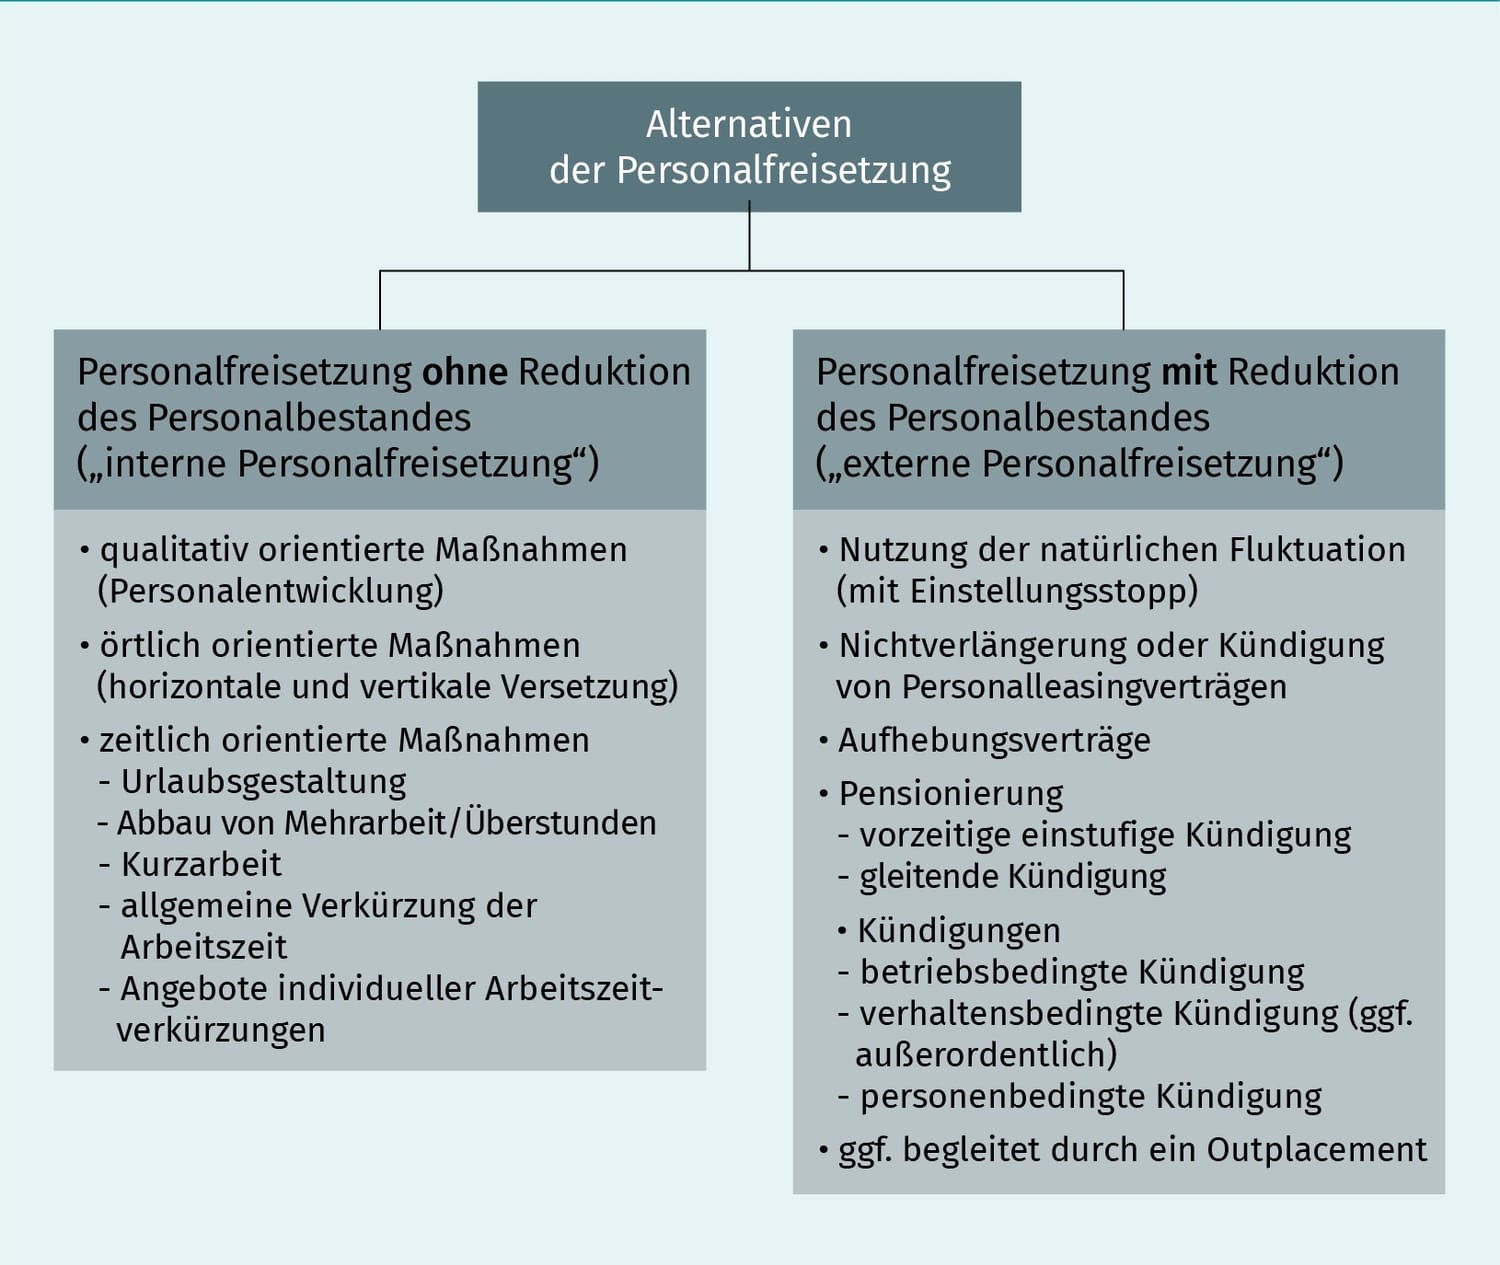 Alternativen
der Personalfreisetzung
Personalfreisetzung ohne Reduktion
des Personalbestandes
(„interne Personalfreisetzung“)
• qualitativ orientierte Maßnahmen
(Personalentwicklung)
• örtlich orientierte Maßnahmen
(horizontale und vertikale Versetzung)
• zeitlich orientierte Maßnahmen
- Urlaubsgestaltung
- Abbau von Mehrarbeit/Überstunden
- Kurzarbeit
- allgemeine Verkürzung der
Arbeitszeit
- Angebote individueller Arbeitszeit-
verkürzungen
Personalfreisetzung mit Reduktion
des Personalbestandes
(„externe Personalfreisetzung“)
• Nutzung der natürlichen Fluktuation
(mit Einstellungsstopp)
• Nichtverlängerung oder Kündigung
von Personalleasingverträgen
• Aufhebungsverträge
• Pensionierung
- vorzeitige einstufige Kündigung
- gleitende Kündigung
• Kündigungen
- betriebsbedingte Kündigung
- verhaltensbedingte Kündigung (ggf.
außerordentlich)
- personenbedingte Kündigung
• ggf. begleitet durch ein Outplacement